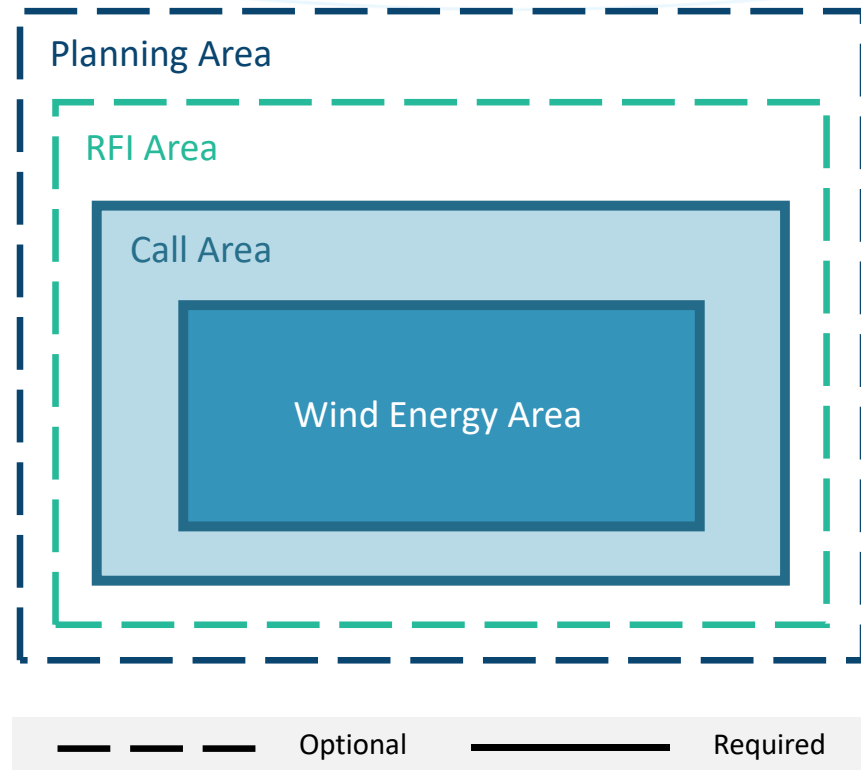 Planning Area
RFI Area
Call Area
Wind Energy Area
Optional Required